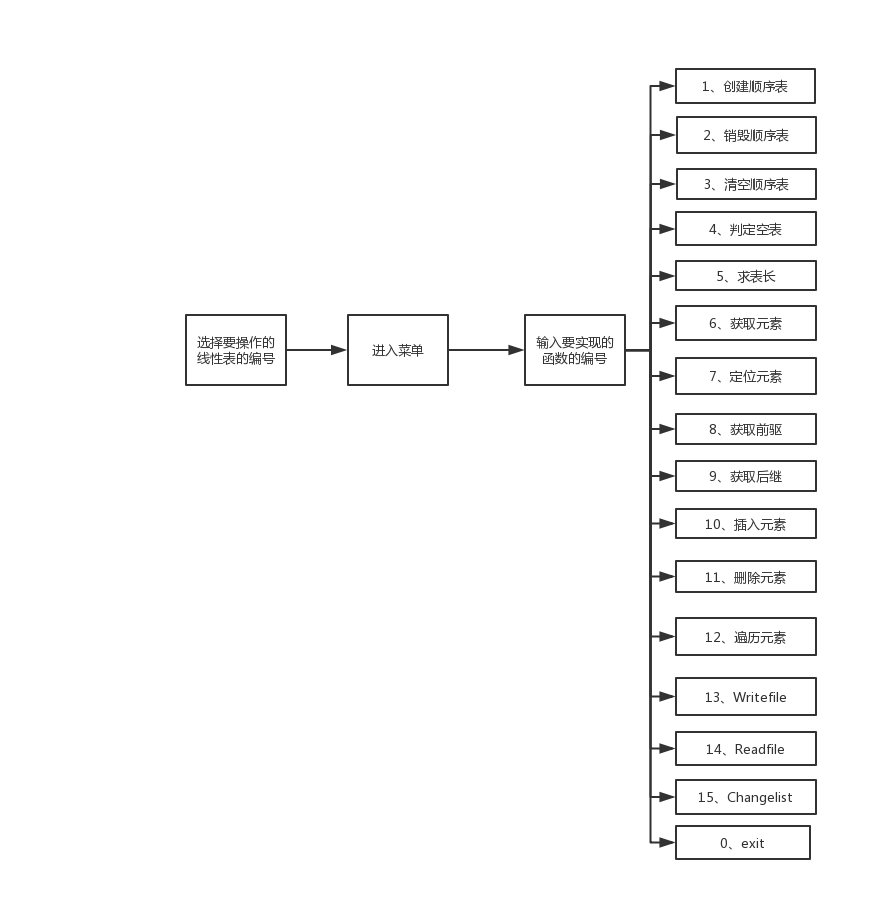 选择要操作的
线性表的编号
进入菜单
输入要实现的
函数的编号
1、创建顺序表
2、销毁顺序表
3、清空顺序表
4、判定空表
5、求表长
6、获取元素
7、定位元素
8、获取前驱
9、获取后继
10、插入元素
11、删除元素
12、遍历元素
13、Writefile
14、Readfile
15、Changelist
0、exit